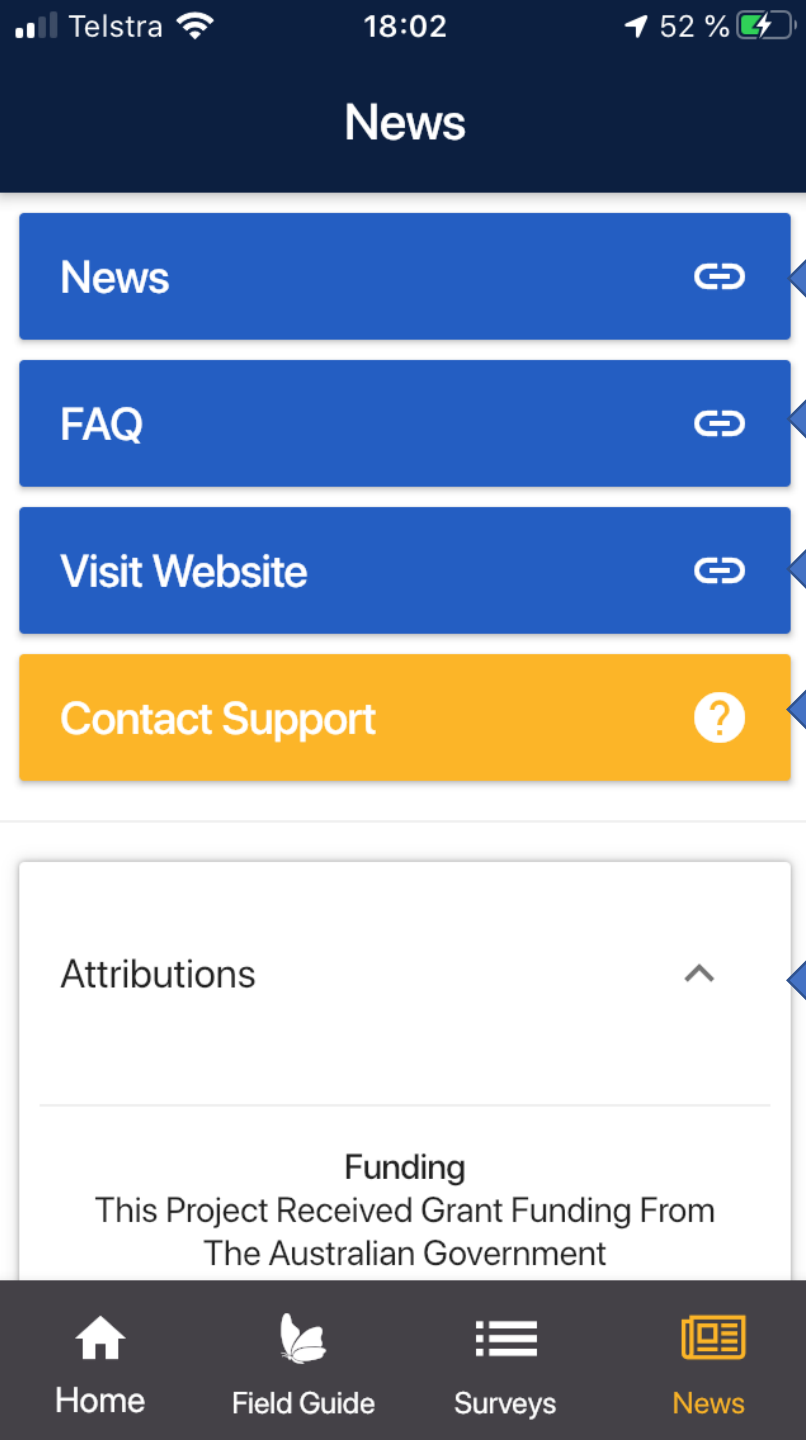 Telstra 18:02 52 %
News
News
FAQ
Visit Website
Contact Support
?
Attributions
Funding
This Project Received Grant Funding From
The Australian Government
Home Field Guide Surveys News